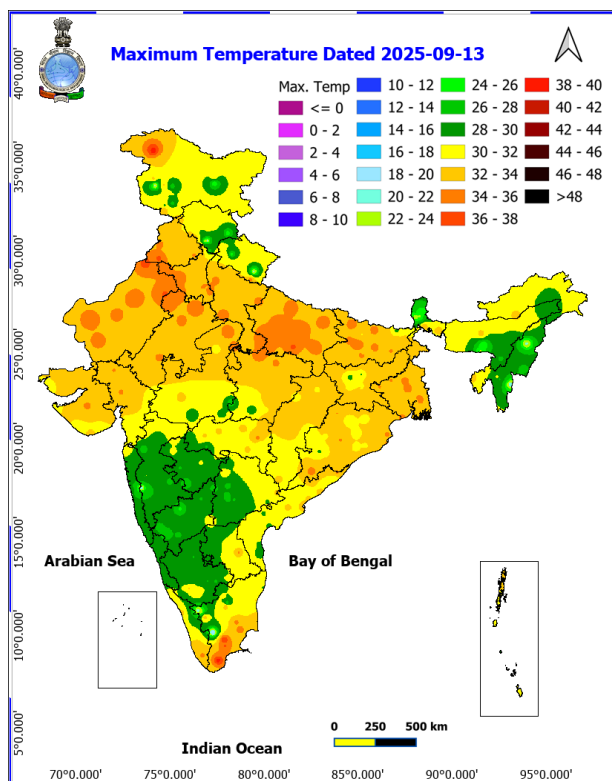 Maximum Temperature Dated 2025-09-13
Max. Temp
<= 0
0 - 2
2 - 4
4 - 6
6 - 8
8 - 10
10 - 12
12 - 14
14 - 16
16 - 18
18 - 20
20 - 22
22 - 24
24 - 26
26 - 28
28 - 30
30 - 32
32 - 34
34 - 36
36 - 38
38 - 40
40 - 42
42 - 44
44 - 46
46 - 48
>48
40°0.000'
35°0.000'
30°0.000'
25°0.000'
20°0.000'
15°0.000'
10°0.000'
5°0.000'
Arabian Sea
Bay of Bengal
Indian Ocean
0 250 500 km
70°0.000' 75°0.000' 80°0.000' 85°0.000' 90°0.000' 95°0.000'